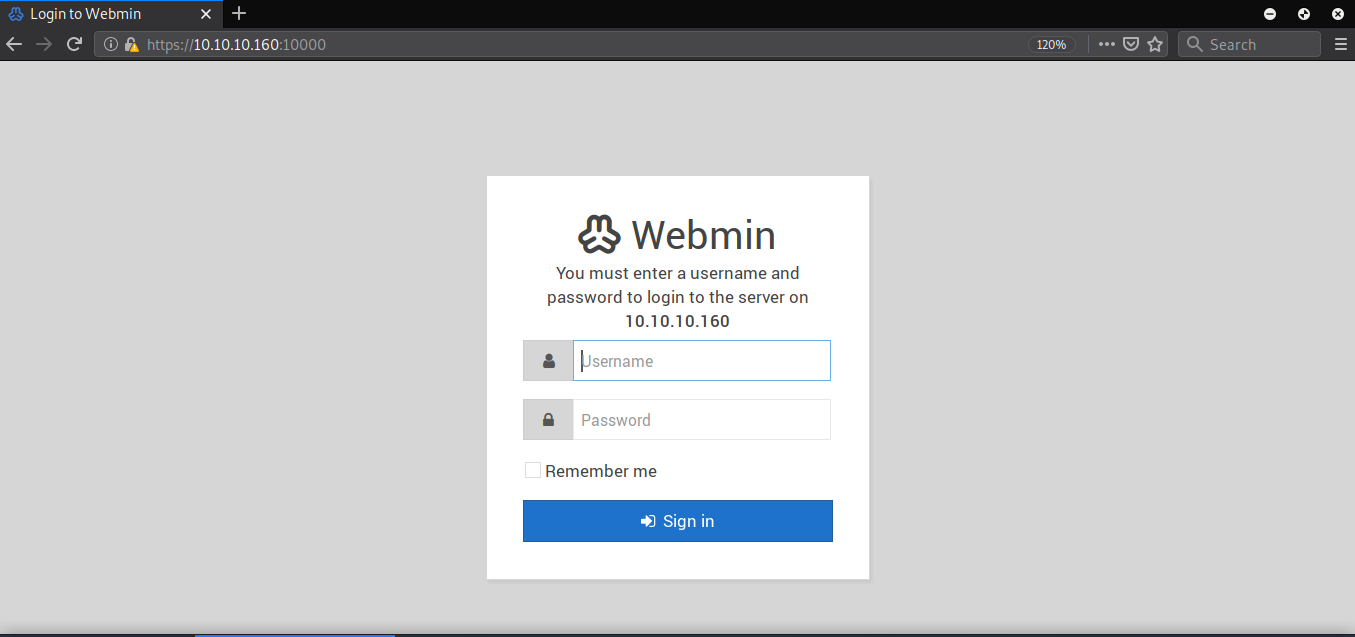 Login to Webmin
https://10.10.10.160:10000
120%
Search
Webmin
You must enter a username and
password to login to the server on
10.10.10.160
Username
Password
Remember me
Sign in